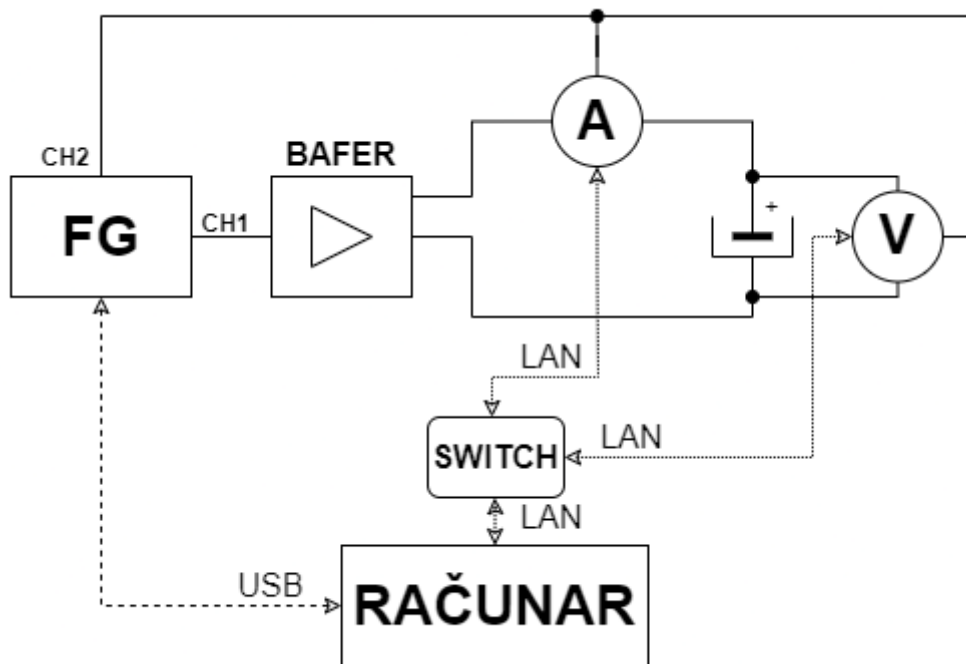 A
CH2
BAFER
FG
CH1
+
V
LAN
LAN
SWITCH
LAN
USB
RAČUNAR